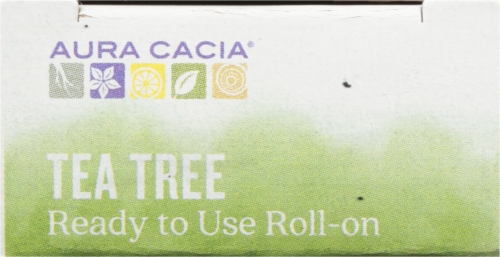 AURA CACIA®
TEA TREE
Ready to Use Roll-on